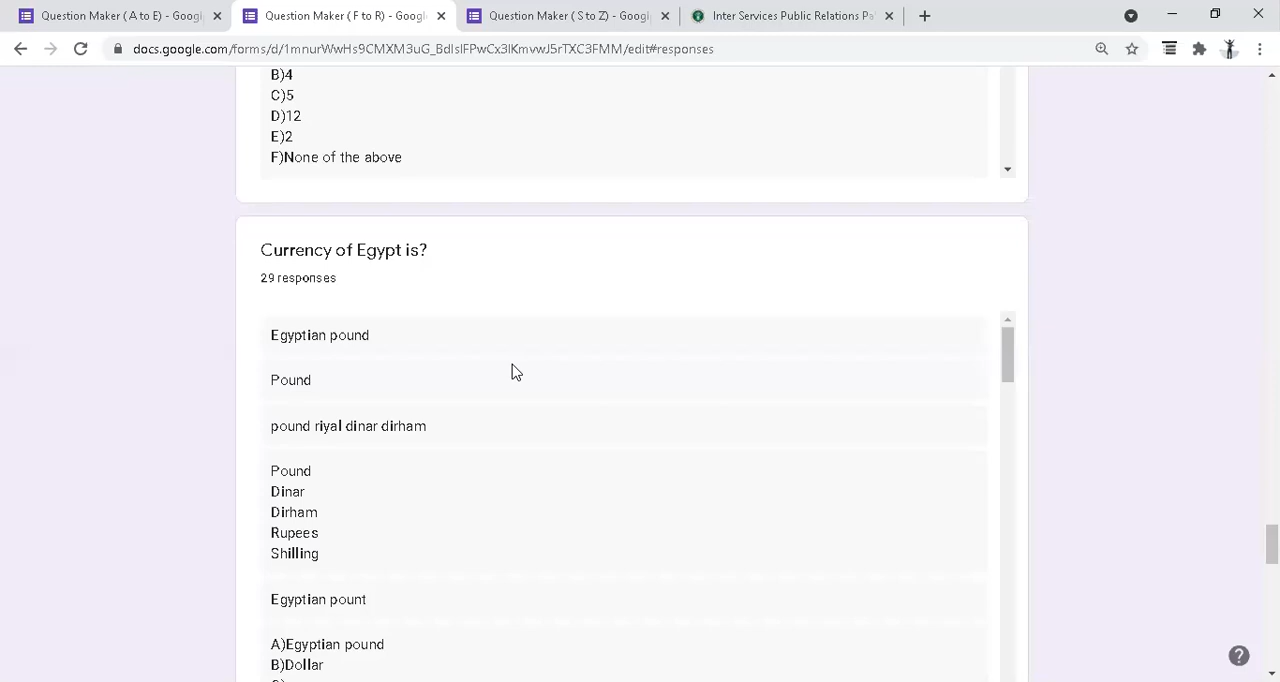 Question Maker ( A to E) - Googl
Question Maker ( F to R) - Googl
Question Maker ( S to Z) - Googl
Inter Services Public Relations Pa
docs.google.com/forms/d/1mnurWwHs9CMXM3uG_BdIslFPwCx3IKmvwJ5rTXC3FMM/edit#responses
B)4
C)5
D)12
E)2
F)None of the above
Currency of Egypt is?
29 responses
Egyptian pound
Pound
pound riyal dinar dirham
Pound
Dinar
Dirham
Rupees
Shilling
Egyptian pount
A)Egyptian pound
B)Dollar